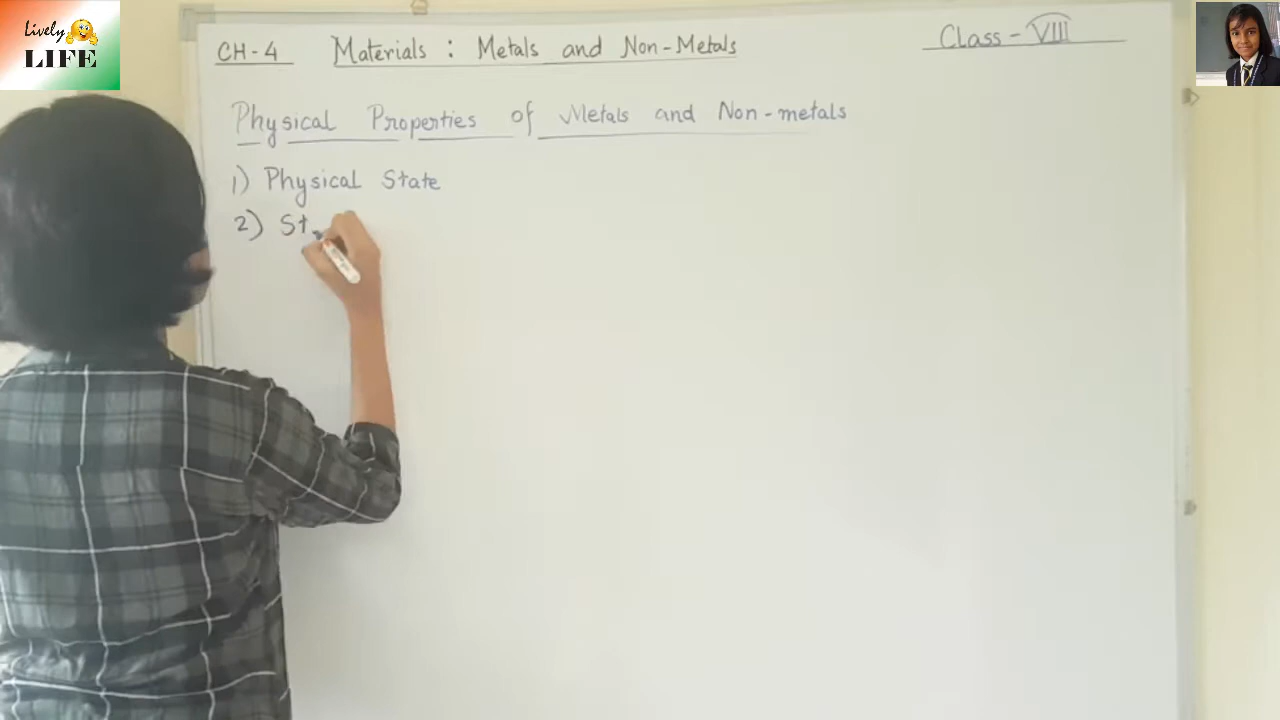 Lively
LIFE
CH-4 Materials : Metals and Non-Metals Class - VIII
Physical Properties of Metals and Non-metals
1) Physical State
2) St